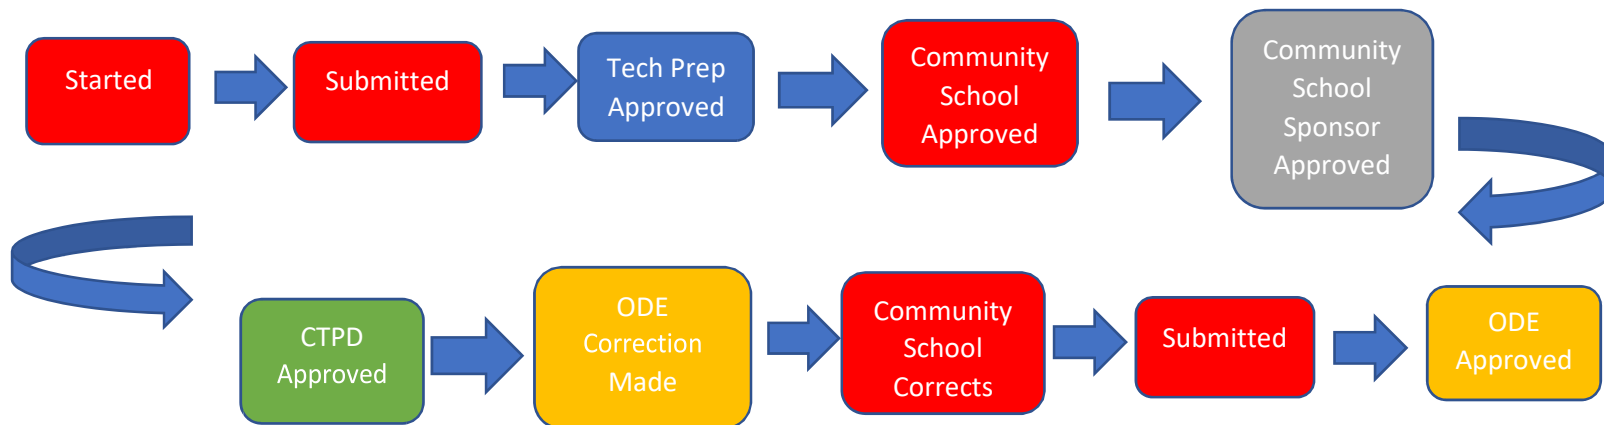 Started
Submitted
Tech Prep
Approved
Community
School
Approved
Community
School
Sponsor
Approved
CTPD
Approved
ODE
Correction
Made
Community
School
Corrects
Submitted
ODE
Approved